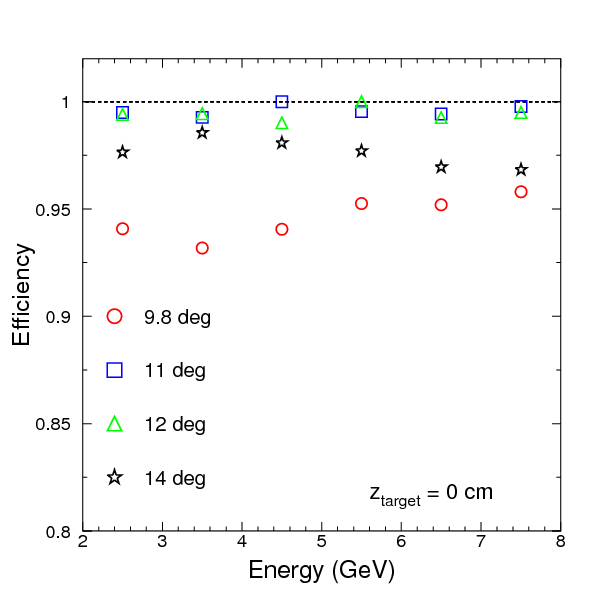 1
0.95
0.9
0.85
0.8
Efficiency
9.8 deg
11 deg
12 deg
14 deg
z_target = 0 cm
2 3 4 5 6 7 8
Energy (GeV)